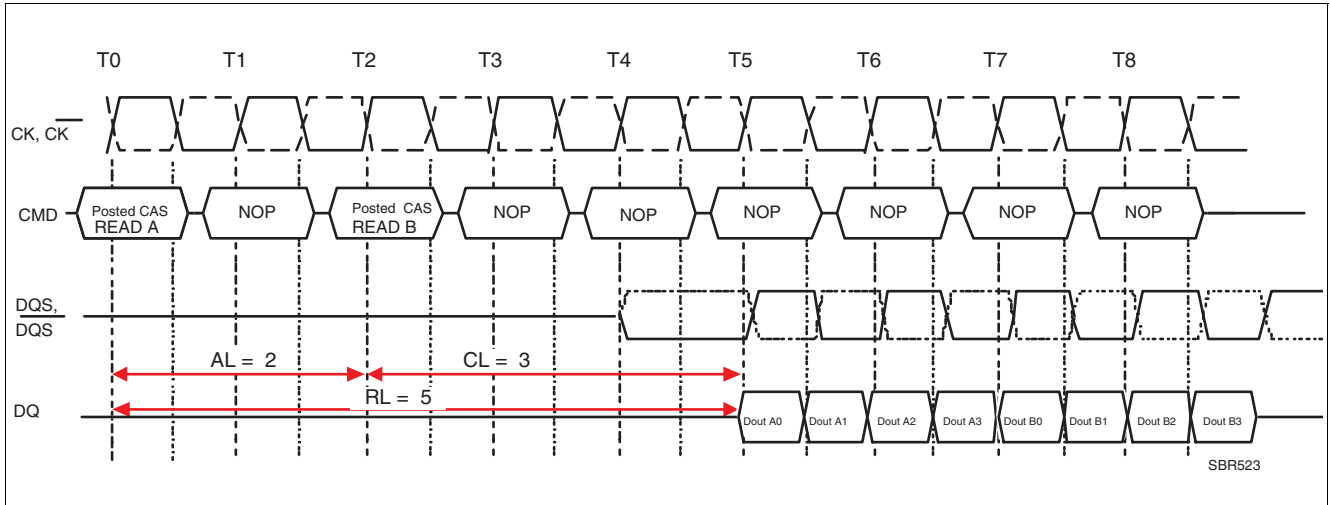 T0 T1 T2 T3 T4 T5 T6 T7 T8
CK, CK
CMD
Posted CAS
READ A
NOP
Posted CAS
READ B
NOP
NOP
NOP
NOP
NOP
NOP
DQS,
DQS
AL = 2
CL = 3
RL = 5
DQ
Dout A0 Dout A1 Dout A2 Dout A3 Dout B0 Dout B1 Dout B2 Dout B3
SBR523